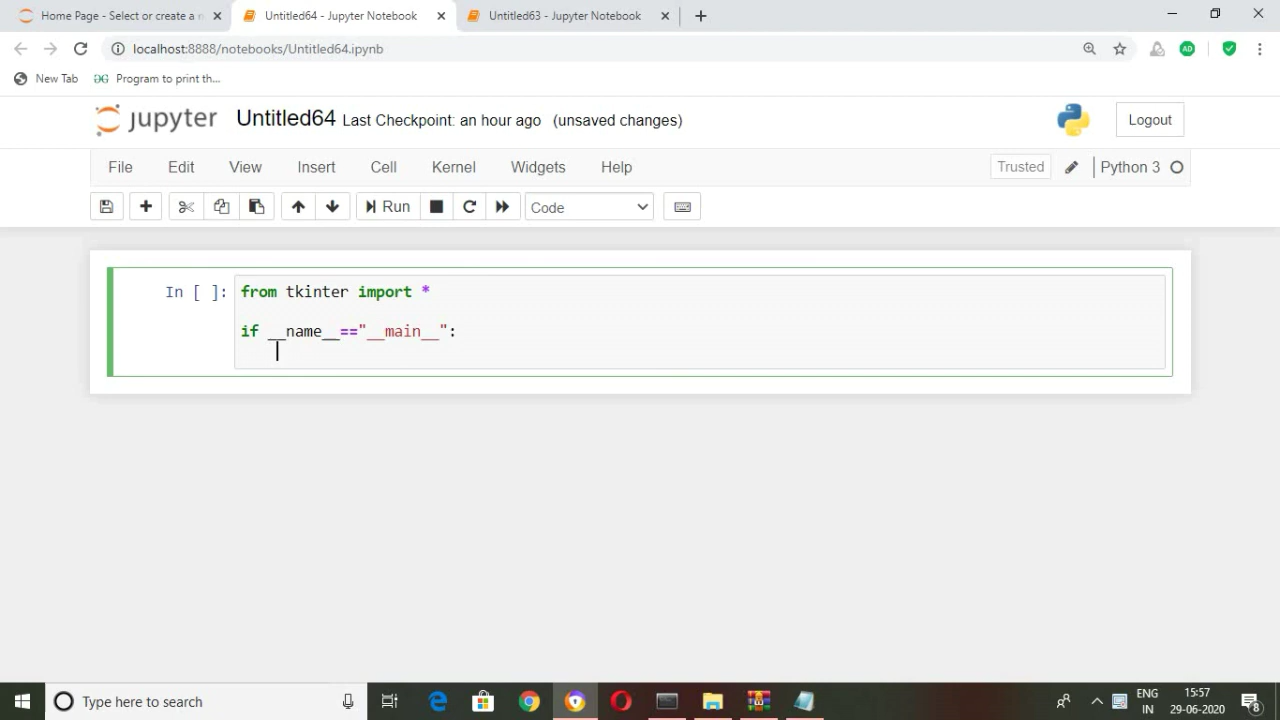 Home Page - Select or create a n
Untitled64 - Jupyter Notebook
Untitled63 - Jupyter Notebook
localhost:8888/notebooks/Untitled64.ipynb
AD
New Tab
GG Program to print th...
jupyter Untitled64 Last Checkpoint: an hour ago (unsaved changes)
Logout
File Edit View Insert Cell Kernel Widgets Help
Trusted
Python 3
Run
Code
In [ ]: from tkinter import *
if __name__=="__main__":
Type here to search
ENG
IN
15:57
29-06-2020
8